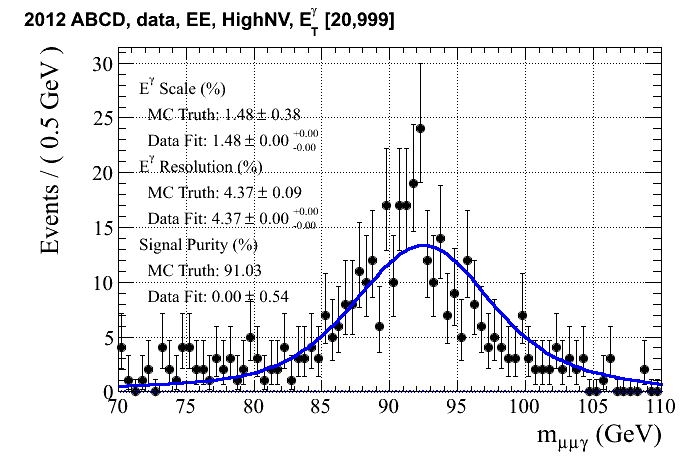 2012 ABCD, data, EE, HighNV, E_T^γ [20,999]
Events / ( 0.5 GeV )
30
25
20
15
10
5
0
E^γ Scale (%)
MC Truth: 1.48 ± 0.38
Data Fit: 1.48 ± 0.00 +0.00 -0.00
E^γ Resolution (%)
MC Truth: 4.37 ± 0.09
Data Fit: 4.37 ± 0.00 +0.00 -0.00
Signal Purity (%)
MC Truth: 91.03
Data Fit: 0.00 ± 0.54
70 75 80 85 90 95 100 105 110
m_μμγ (GeV)